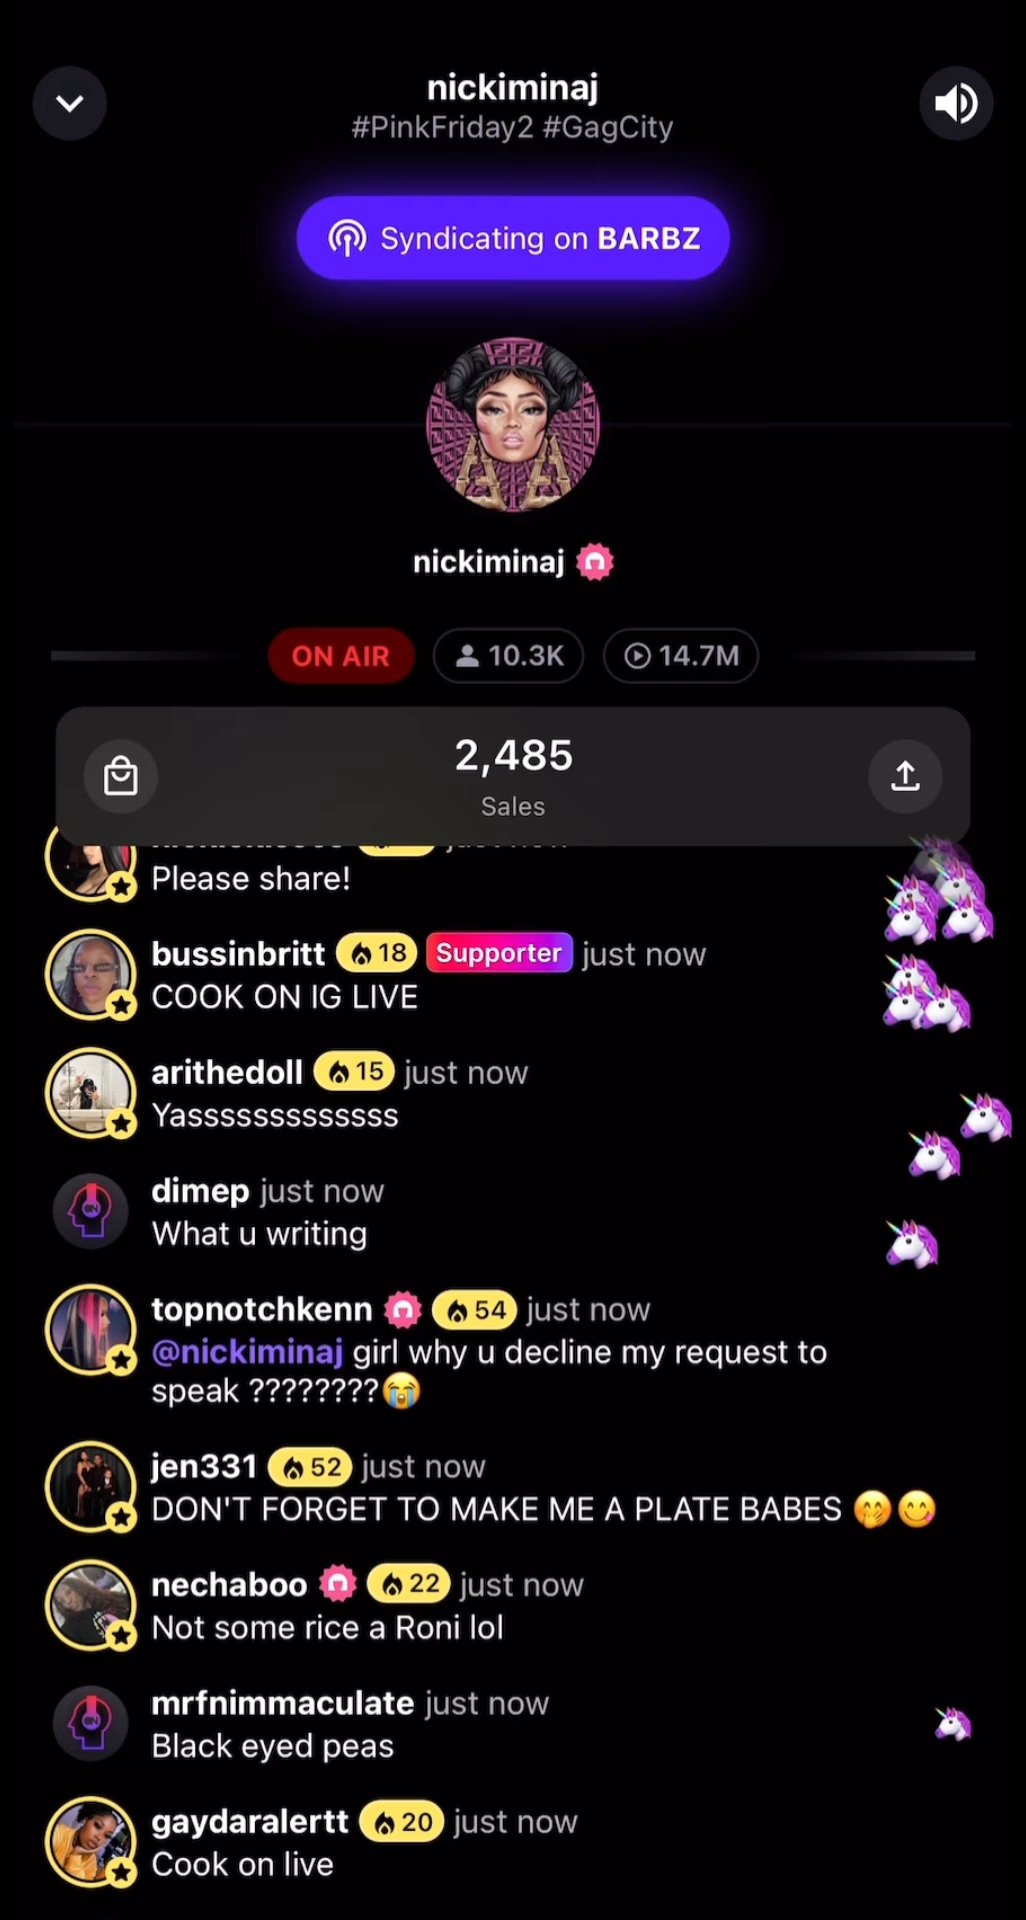 nickiminaj
#PinkFriday2 #GagCity
Syndicating on BARBZ
nickiminaj
ON AIR 10.3K 14.7M
2,485
Sales
Please share!
bussinbritt 18 Supporter just now
COOK ON IG LIVE
arithedoll 15 just now
Yasssssssssssss
dimep just now
What u writing
topnotchkenn 54 just now
@nickiminaj girl why u decline my request to
speak ????????😭
jen331 52 just now
DON'T FORGET TO MAKE ME A PLATE BABES 🤭😋
nechaboo 22 just now
Not some rice a Roni lol
mrfnimmaculate just now
Black eyed peas
gaydaralertt 20 just now
Cook on live